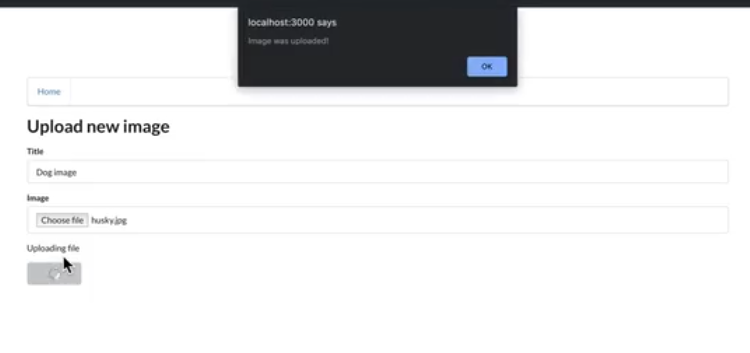 localhost:3000 says
Image was uploaded!
OK
Home
Upload new image
Title
Dog image
Image
Choose file husky.jpg
Uploading file